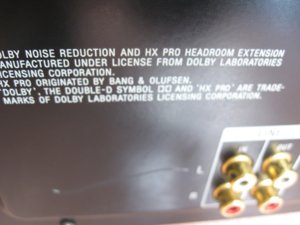 DOLBY NOISE REDUCTION AND HX PRO HEADROOM EXTENSION
MANUFACTURED UNDER LICENSE FROM DOLBY LABORATORIES
LICENSING CORPORATION.
HX PRO ORIGINATED BY BANG & OLUFSEN.
"DOLBY", THE DOUBLE-D SYMBOL AND "HX PRO" ARE TRADE-
MARKS OF DOLBY LABORATORIES LICENSING CORPORATION.
IN OUT
L
R